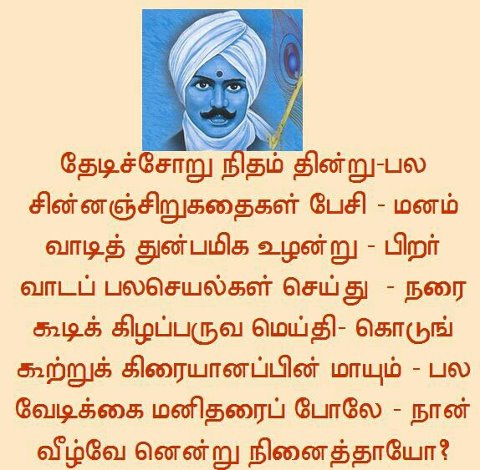 தேடிச்சோறு நிதம் தின்று-பல
சின்னஞ்சிறுகதைகள் பேசி - மனம்
வாடித் துன்பமிக உழன்று - பிறர்
வாடப் பலசெயல்கள் செய்து - நரை
கூடிக் கிழப்பருவ மெய்தி- கொடுங்
கூற்றுக் கிரையானப்பின் மாயும் - பல
வேடிக்கை மனிதரைப் போலே - நான்
வீழ்வே னென்று நினைத்தாயோ?